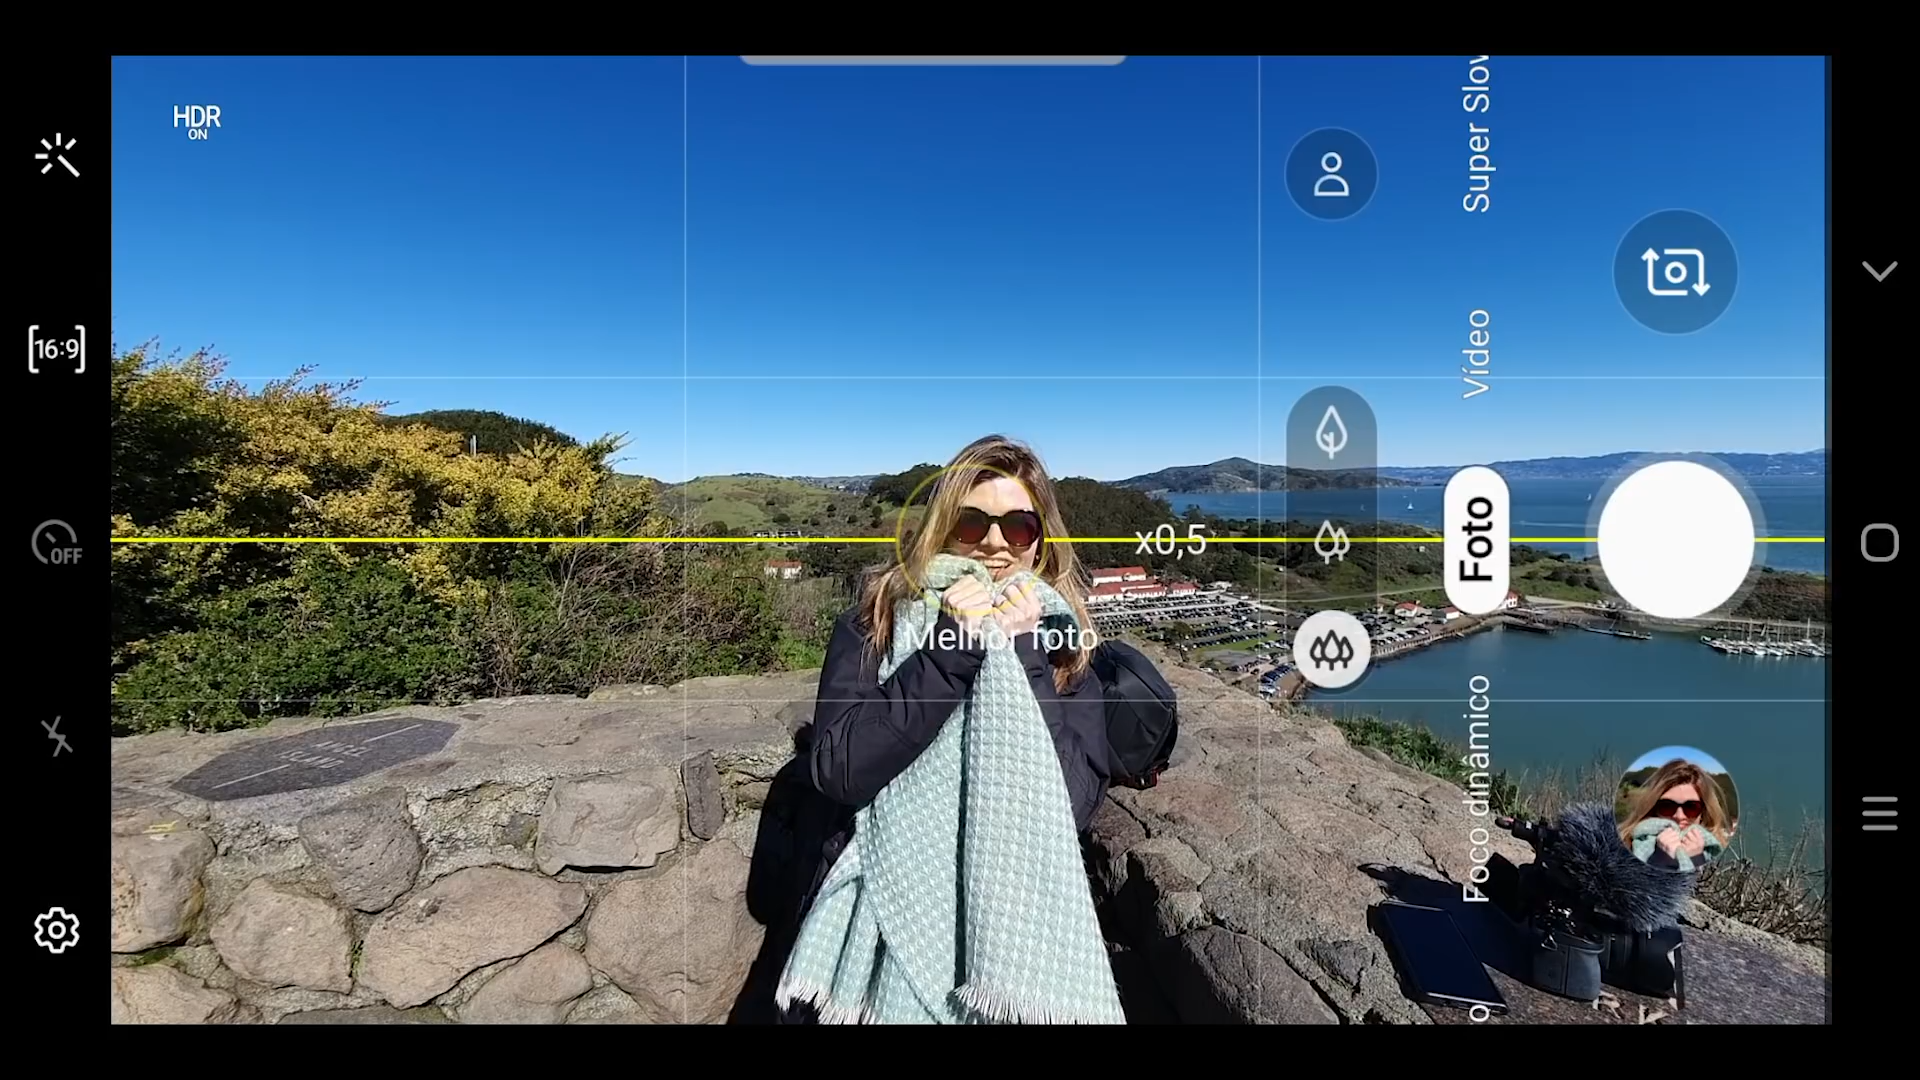 HDR
ON
16:9
OFF
Super Slow
Vídeo
Foto
Foco dinâmico
x0,5
Melhor foto